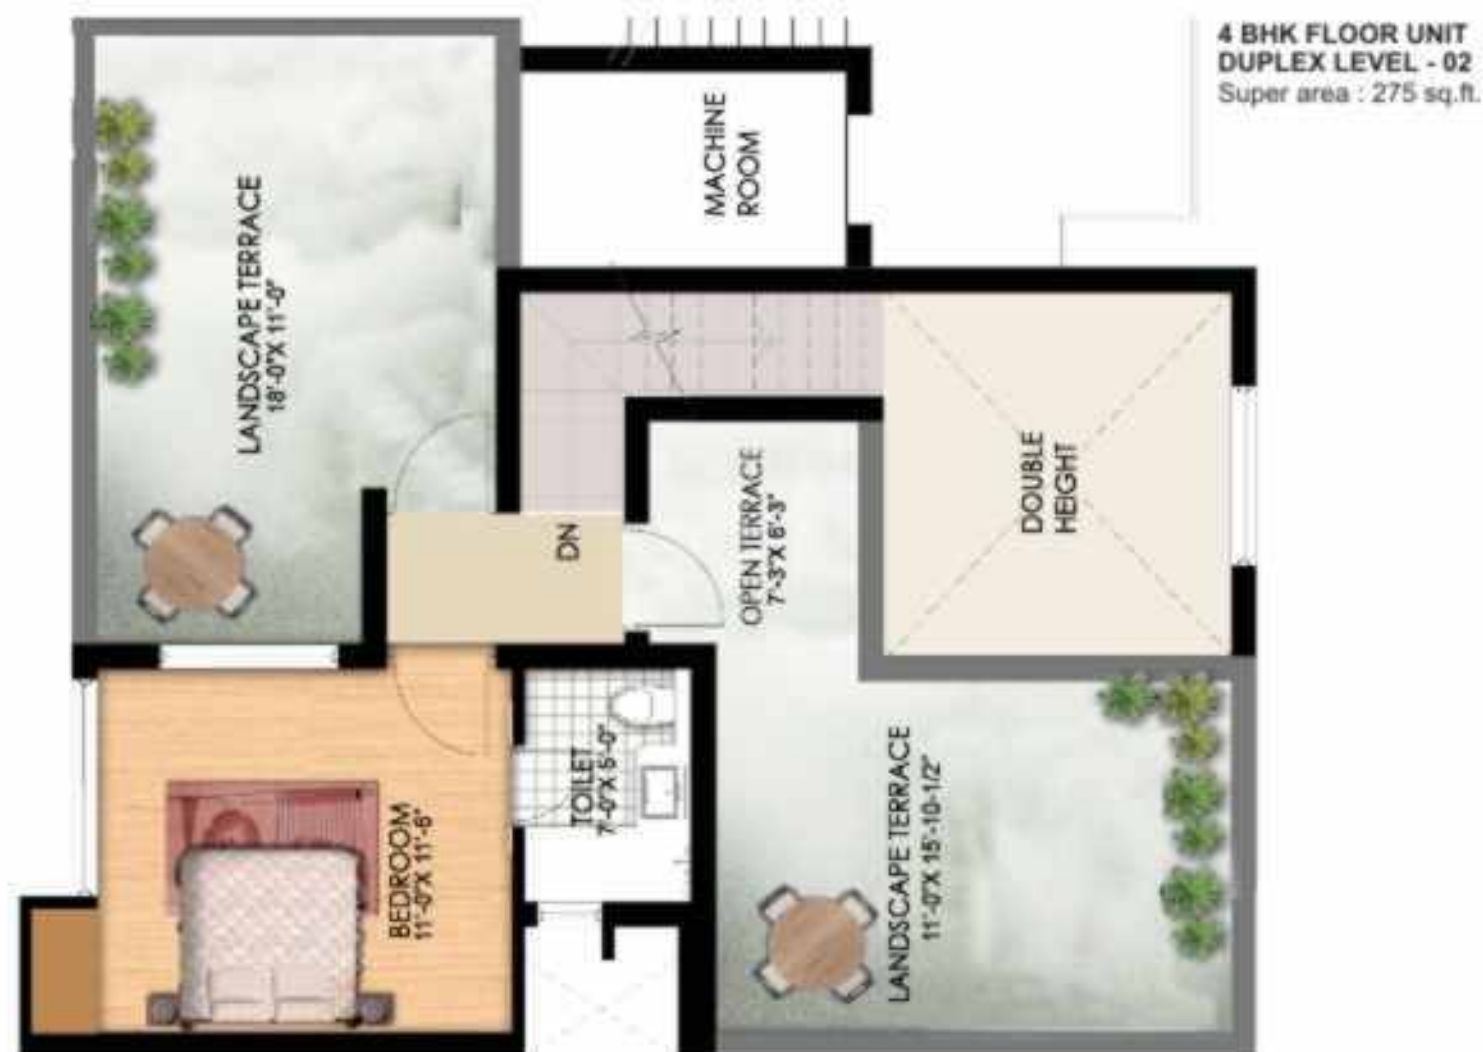 4 BHK FLOOR UNIT
DUPLEX LEVEL - 02
Super area : 275 sq.ft.
MACHINE
ROOM
LANDSCAPE TERRACE
18'-0"X 11'-0"
DOUBLE
HEIGHT
OPEN TERRACE
7'-3"X 6'-3"
DN
TOILET
7'-0"X 5'-0"
BEDROOM
11'-0"X 11'-6"
LANDSCAPE TERRACE
11'-0"X 15'-10-1/2"